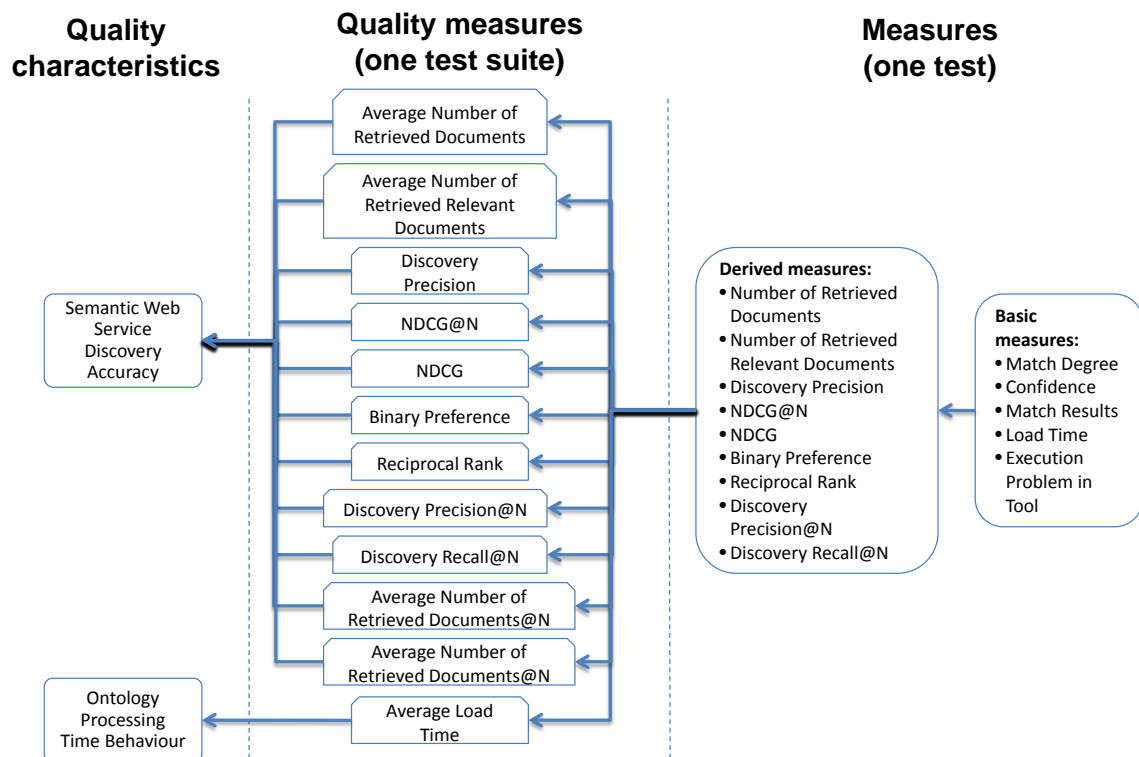 Quality
characteristics
Quality measures
(one test suite)
Measures
(one test)
Average Number of
Retrieved Documents
Average Number of
Retrieved Relevant
Documents
Discovery
Precision
NDCG@N
NDCG
Binary Preference
Reciprocal Rank
Discovery Precision@N
Discovery Recall@N
Average Number of
Retrieved Documents@N
Average Number of
Retrieved Documents@N
Average Load
Time
Semantic Web
Service
Discovery
Accuracy
Ontology
Processing
Time Behaviour
Derived measures:
• Number of Retrieved
Documents
• Number of Retrieved
Relevant Documents
• Discovery Precision
• NDCG@N
• NDCG
• Binary Preference
• Reciprocal Rank
• Discovery
Precision@N
• Discovery Recall@N
Basic
measures:
• Match Degree
• Confidence
• Match Results
• Load Time
• Execution
Problem in
Tool